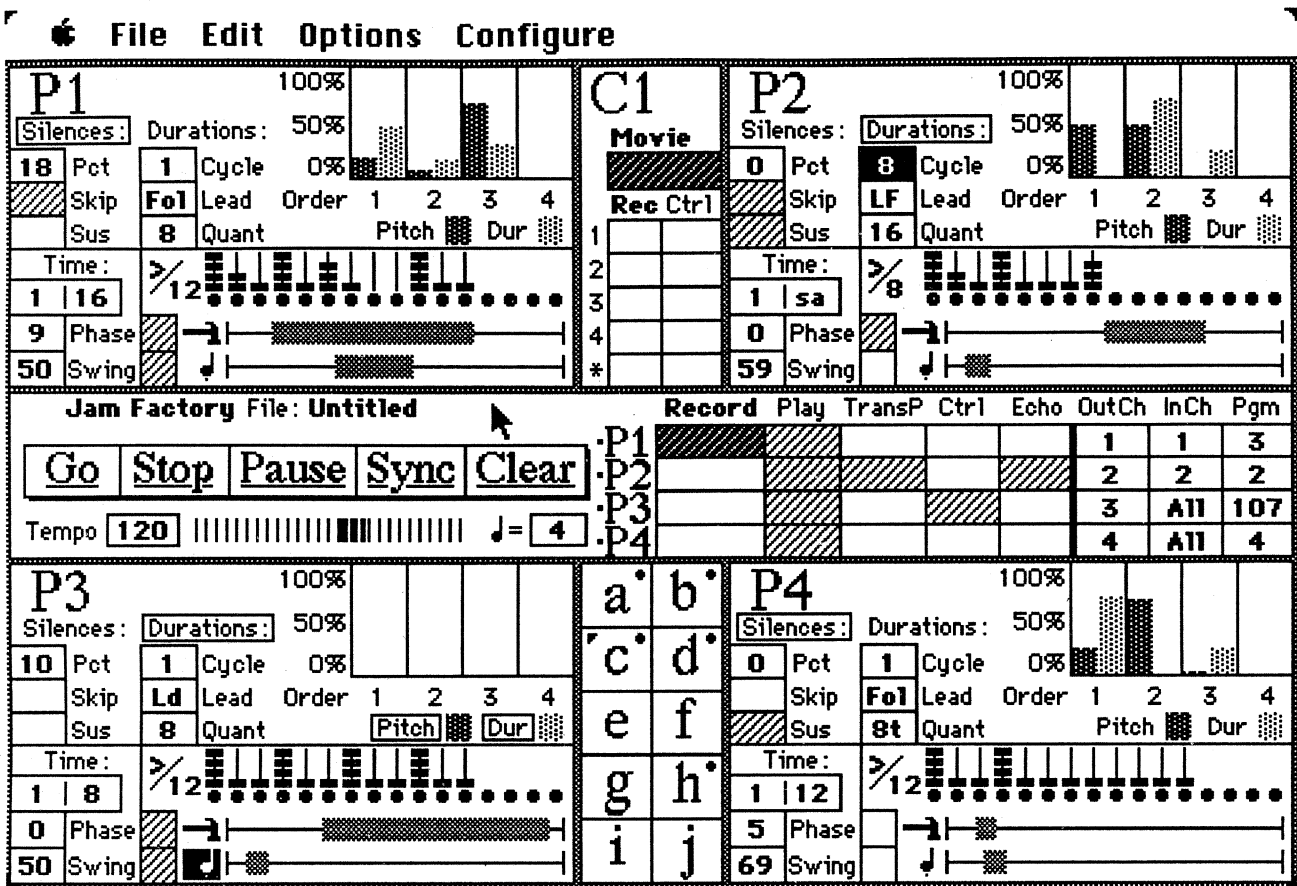 File Edit Options Configure
P1
100%
Silences: Durations: 50%
18 Pct 1 Cycle 0%
Skip Fol Lead Order 1 2 3 4
Sus 8 Quant Pitch Dur
Time: >/12
1 | 16
9 Phase
50 Swing
C1
Movie
Rec Ctrl
1
2
3
4
*
P2
100%
Silences: Durations: 50%
0 Pct 8 Cycle 0%
Skip LF Lead Order 1 2 3 4
Sus 16 Quant Pitch Dur
Time: >/8
1 | sa
0 Phase
59 Swing
Jam Factory File: Untitled
Go Stop Pause Sync Clear
Tempo 120 ♩= 4
Record Play TransP Ctrl Echo OutCh InCh Pgm
·P1 1 1 3
·P2 2 2 2
·P3 3 All 107
·P4 4 All 4
P3
100%
Silences: Durations: 50%
10 Pct 1 Cycle 0%
Skip Ld Lead Order 1 2 3 4
Sus 8 Quant Pitch Dur
Time: >/12
1 | 8
0 Phase
50 Swing
a b
c d
e f
g h
i j
P4
100%
Silences: Durations: 50%
0 Pct 1 Cycle 0%
Skip Fol Lead Order 1 2 3 4
Sus 8t Quant Pitch Dur
Time: >/12
1 | 12
5 Phase
69 Swing